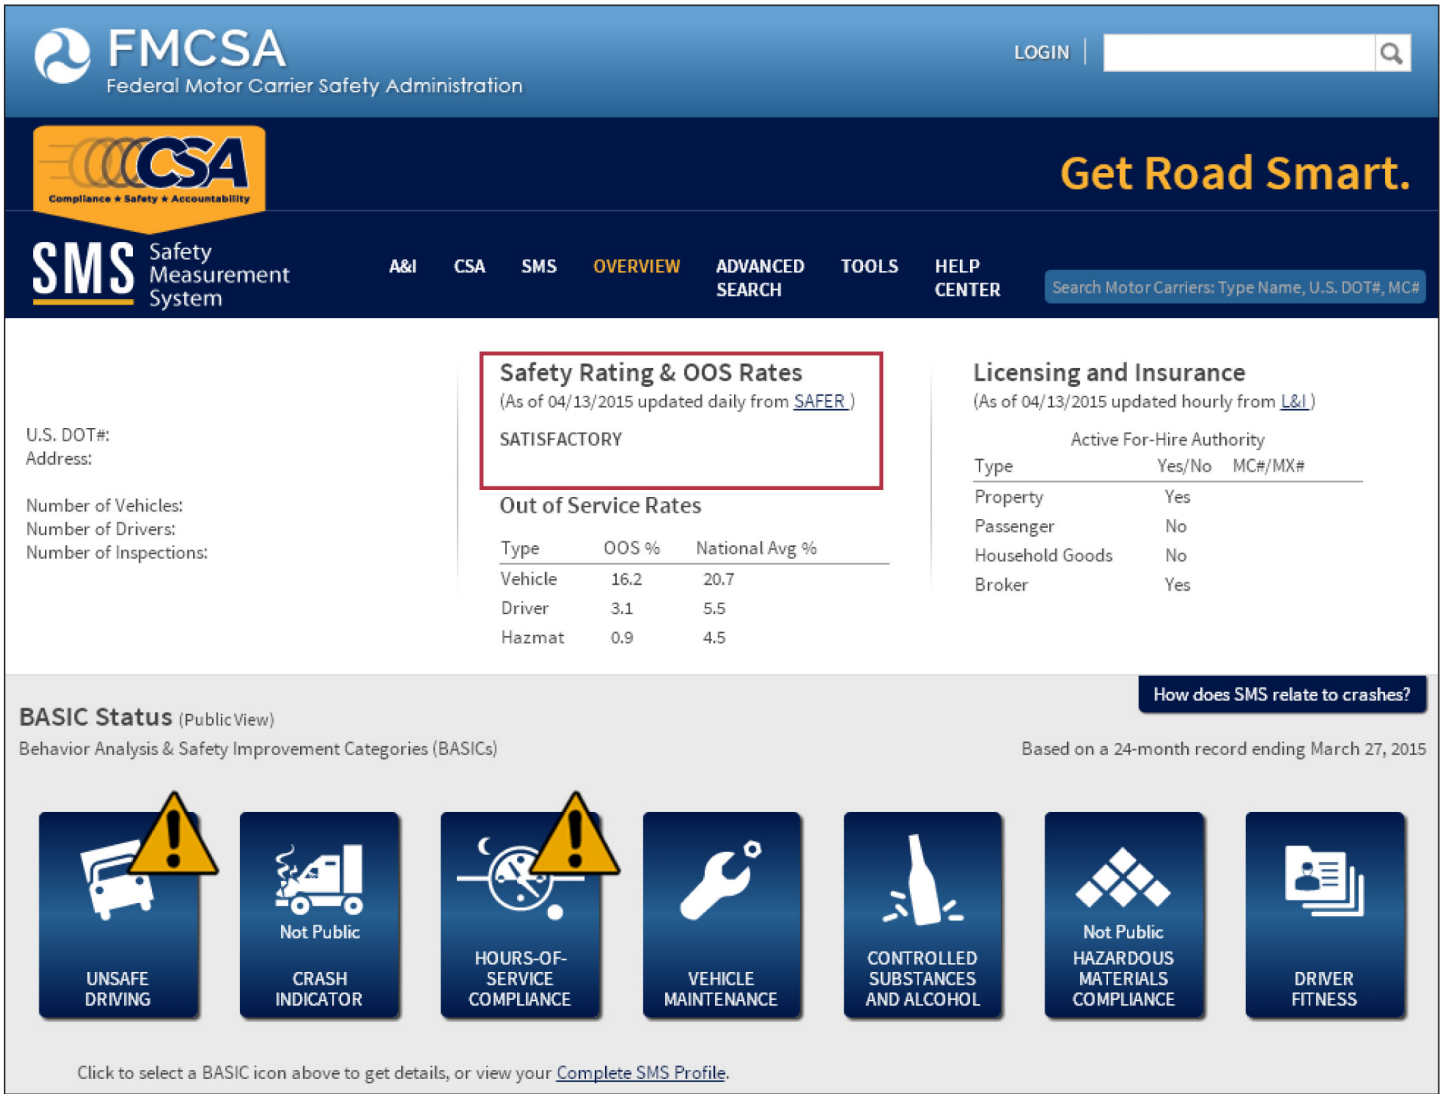 FMCSA
Federal Motor Carrier Safety Administration
LOGIN
CSA
Compliance ★ Safety ★ Accountability
Get Road Smart.
SMS
Safety
Measurement
System
A&I
CSA
SMS
OVERVIEW
ADVANCED
SEARCH
TOOLS
HELP
CENTER
Search Motor Carriers: Type Name, U.S. DOT#, MC#
U.S. DOT#:
Address:
Number of Vehicles:
Number of Drivers:
Number of Inspections:
Safety Rating & OOS Rates
(As of 04/13/2015 updated daily from SAFER )
SATISFACTORY
Out of Service Rates
Type OOS % National Avg %
Vehicle 16.2 20.7
Driver 3.1 5.5
Hazmat 0.9 4.5
Licensing and Insurance
(As of 04/13/2015 updated hourly from L&I )
Active For-Hire Authority
Type Yes/No MC#/MX#
Property Yes
Passenger No
Household Goods No
Broker Yes
How does SMS relate to crashes?
BASIC Status (Public View)
Behavior Analysis & Safety Improvement Categories (BASICs)
Based on a 24-month record ending March 27, 2015
UNSAFE
DRIVING
Not Public
CRASH
INDICATOR
HOURS-OF-
SERVICE
COMPLIANCE
VEHICLE
MAINTENANCE
CONTROLLED
SUBSTANCES
AND ALCOHOL
Not Public
HAZARDOUS
MATERIALS
COMPLIANCE
DRIVER
FITNESS
Click to select a BASIC icon above to get details, or view your Complete SMS Profile.